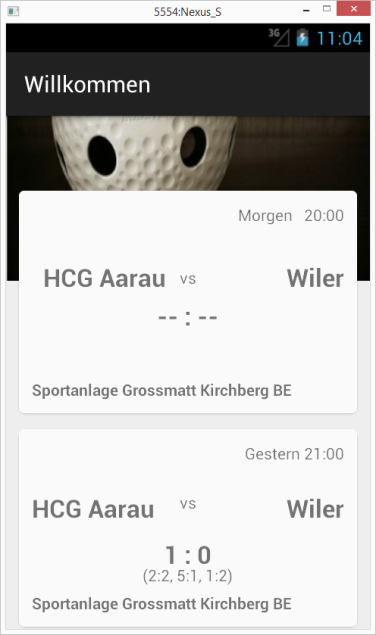 5554:Nexus_S
3G 11:04
Willkommen
Morgen 20:00
HCG Aarau vs Wiler
-- : --
Sportanlage Grossmatt Kirchberg BE
Gestern 21:00
HCG Aarau vs Wiler
1 : 0
(2:2, 5:1, 1:2)
Sportanlage Grossmatt Kirchberg BE